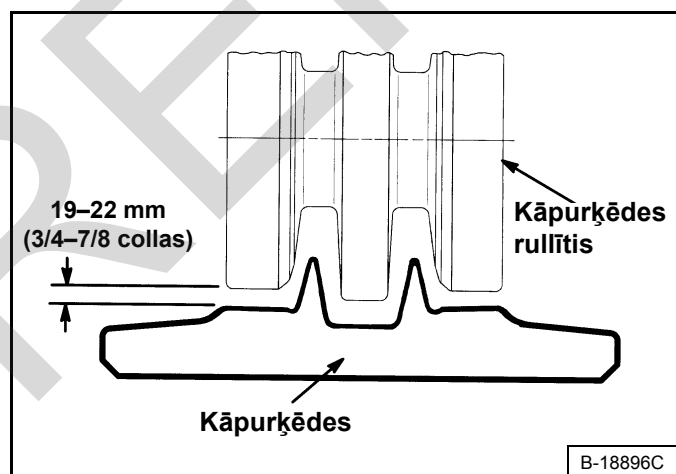 19–22 mm
(3/4–7/8 collas)
Kāpurķēdes
rullītis
Kāpurķēdes
B-18896C